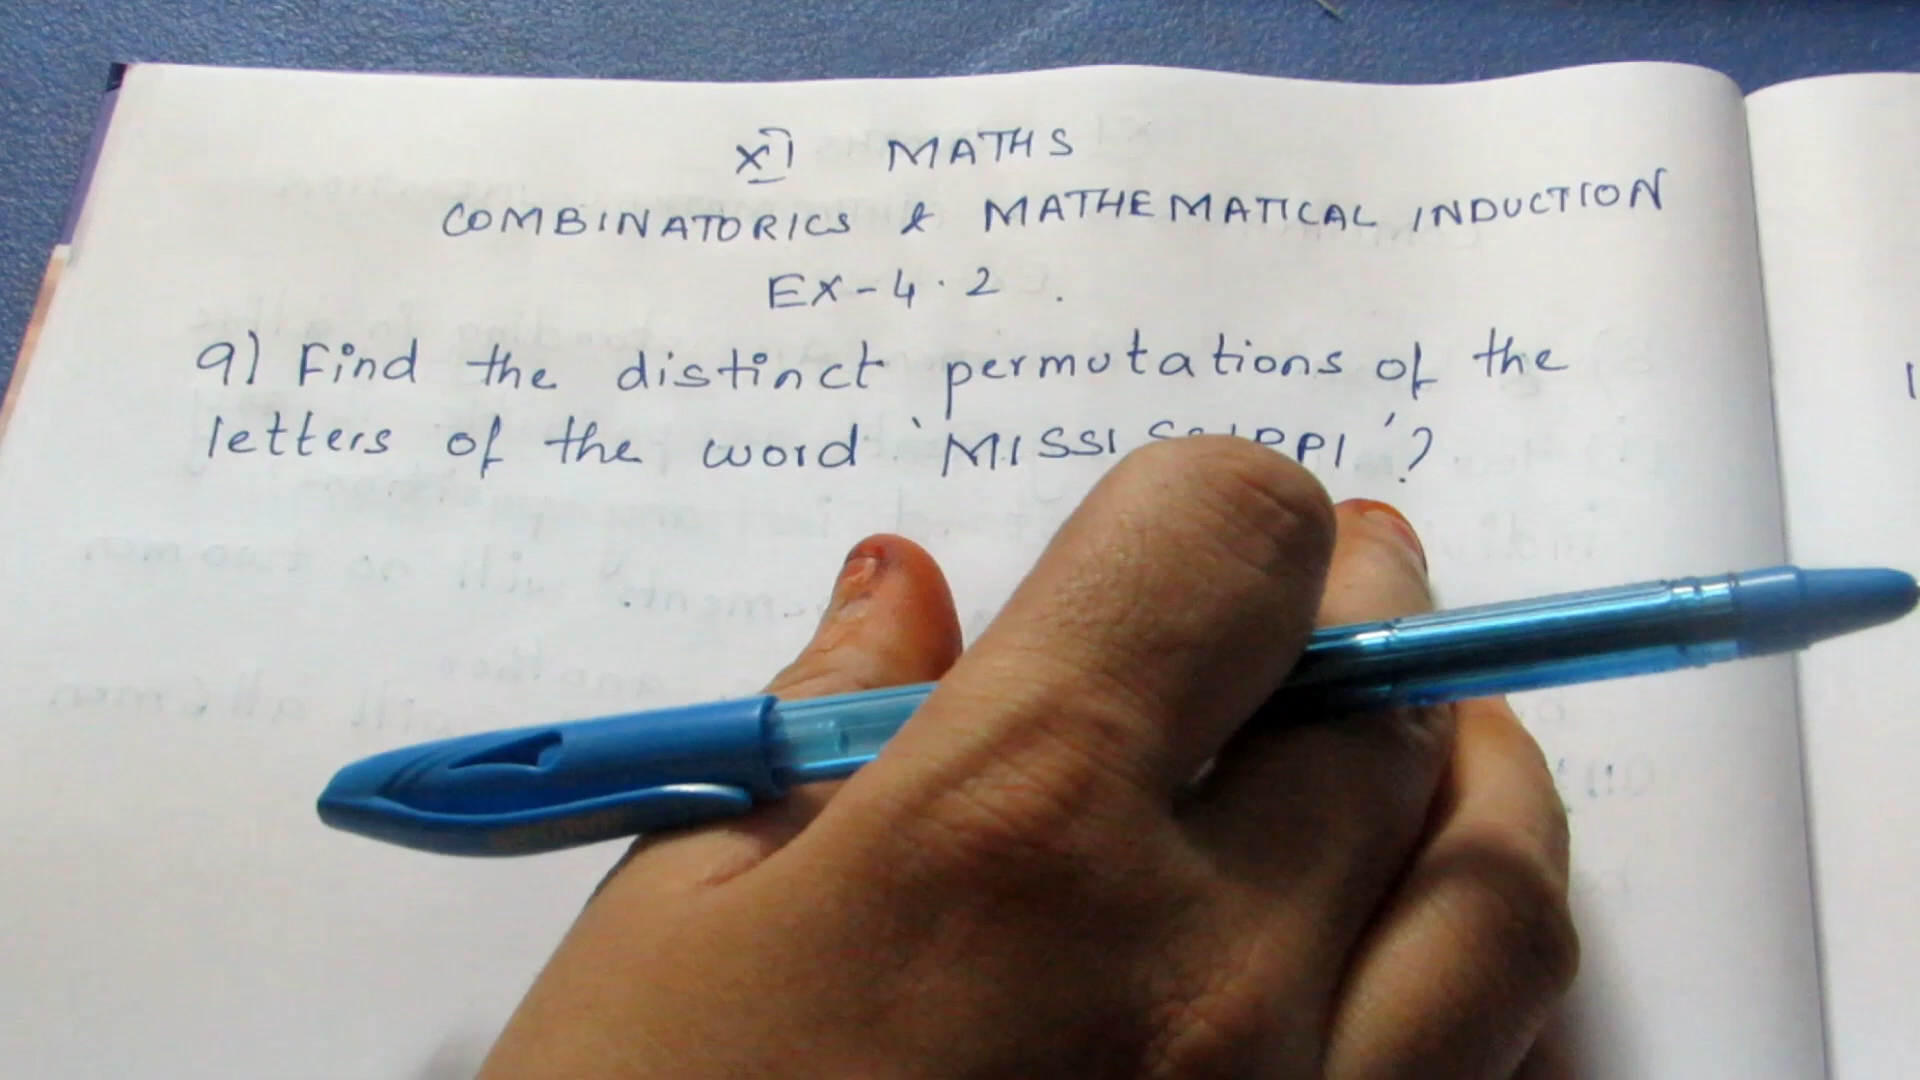 XI MATHS
COMBINATORICS & MATHEMATICAL INDUCTION
EX-4.2.
9) Find the distinct permutations of the
letters of the word 'MISSISSIPPI'?